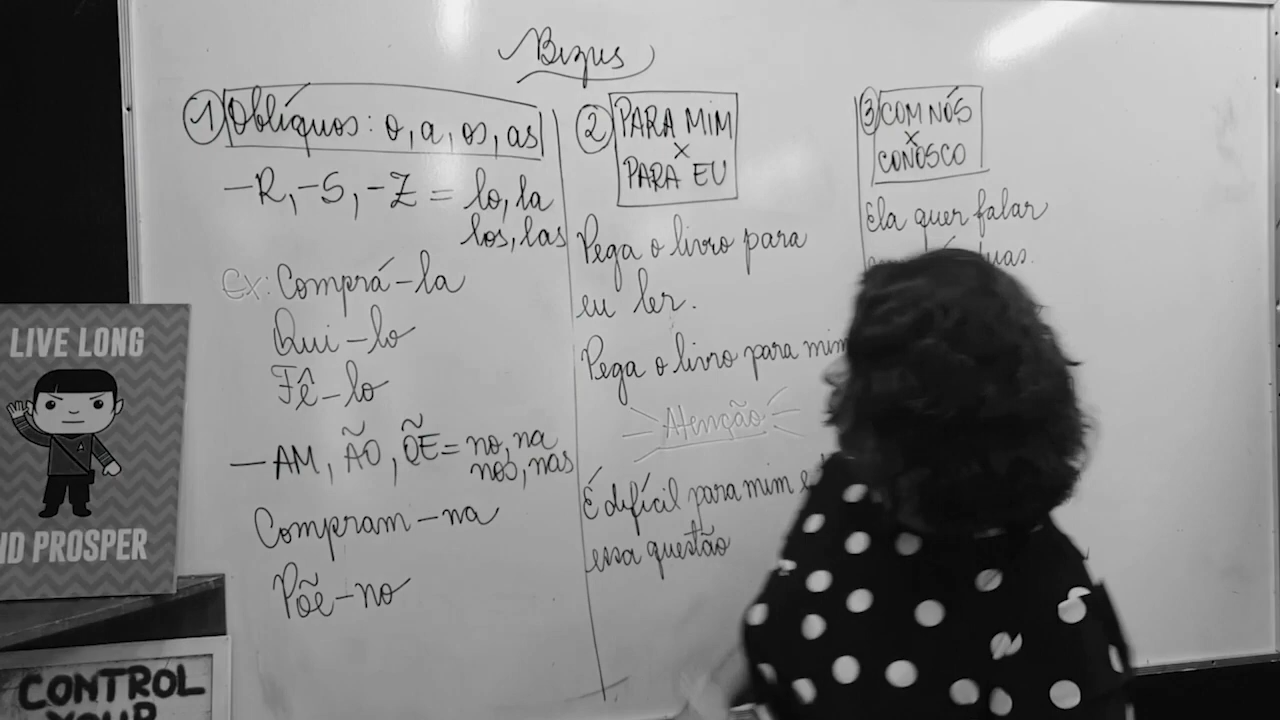 Bizus
1 Oblíquos: o, a, os, as
-R, -S, -Z = lo, la
los, las
Ex: Comprá-la
Qui-lo
Fê-lo
-AM, ÃO, ÕE = no, na
nos, nas
Compram-na
Põe-no
2 PARA MIM
X
PARA EU
Pega o livro para
eu ler.
Pega o livro para mim
Atenção
É difícil para mim
essa questão
3 COM NÓS
X
CONOSCO
Ela quer falar
LIVE LONG
PROSPER
CONTROL